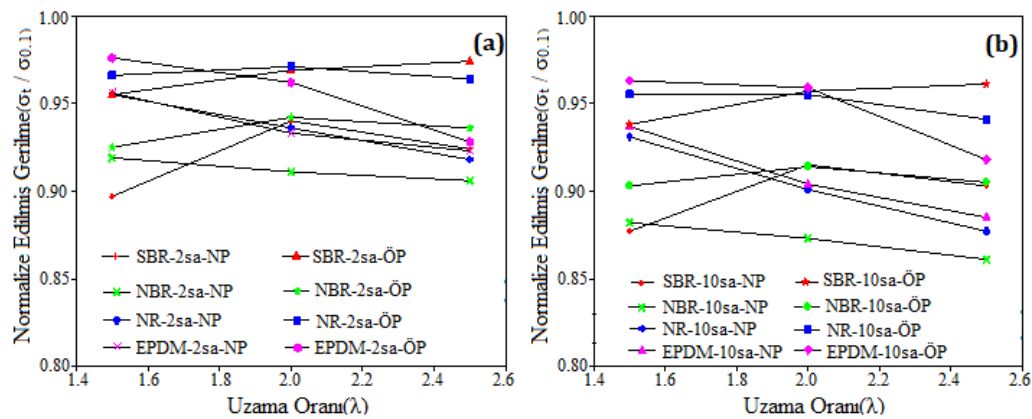 Normalize Edilmis Gerilme(σt / σ0.1)
1.00
0.95
0.90
0.85
0.80
(a)
SBR-2sa-NP
SBR-2sa-ÖP
NBR-2sa-NP
NBR-2sa-ÖP
NR-2sa-NP
NR-2sa-ÖP
EPDM-2sa-NP
EPDM-2sa-ÖP
1.4 1.6 1.8 2.0 2.2 2.4 2.6
Uzama Oranı(λ)
Normalize Edilmis Gerilme(σt / σ0.1)
1.00
0.95
0.90
0.85
0.80
(b)
SBR-10sa-NP
SBR-10sa-ÖP
NBR-10sa-NP
NBR-10sa-ÖP
NR-10sa-NP
NR-10sa-ÖP
EPDM-10sa-NP
EPDM-10sa-ÖP
1.4 1.6 1.8 2.0 2.2 2.4 2.6
Uzama Oranı(λ)